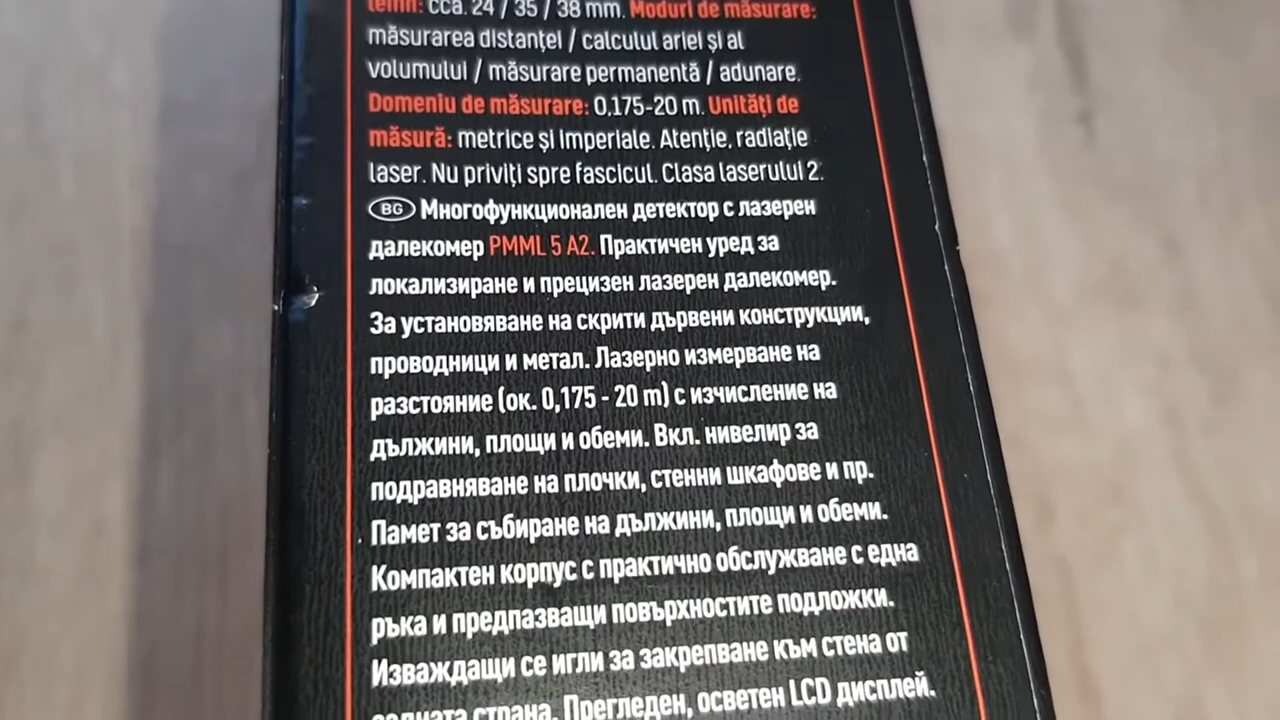 lemn: cca. 24 / 35 / 38 mm. Moduri de măsurare:
măsurarea distanței / calculul ariei și al
volumului / măsurare permanentă / adunare.
Domeniu de măsurare: 0,175-20 m. Unități de
măsură: metrice și imperiale. Atenție, radiație
laser. Nu priviți spre fascicul. Clasa laserului 2.
BG Многофункционален детектор с лазерен
далекомер PMML 5 A2. Практичен уред за
локализиране и прецизен лазерен далекомер.
За установяване на скрити дървени конструкции,
проводници и метал. Лазерно измерване на
разстояние (ок. 0,175 - 20 m) с изчисление на
дължини, площи и обеми. Вкл. нивелир за
подравняване на плочки, стенни шкафове и пр.
Памет за събиране на дължини, площи и обеми.
Компактен корпус с практично обслужване с една
ръка и предпазващи повърхностите подложки.
Изваждащи се игли за закрепване към стена от
задната страна. Прегледен, осветен LCD дисплей.